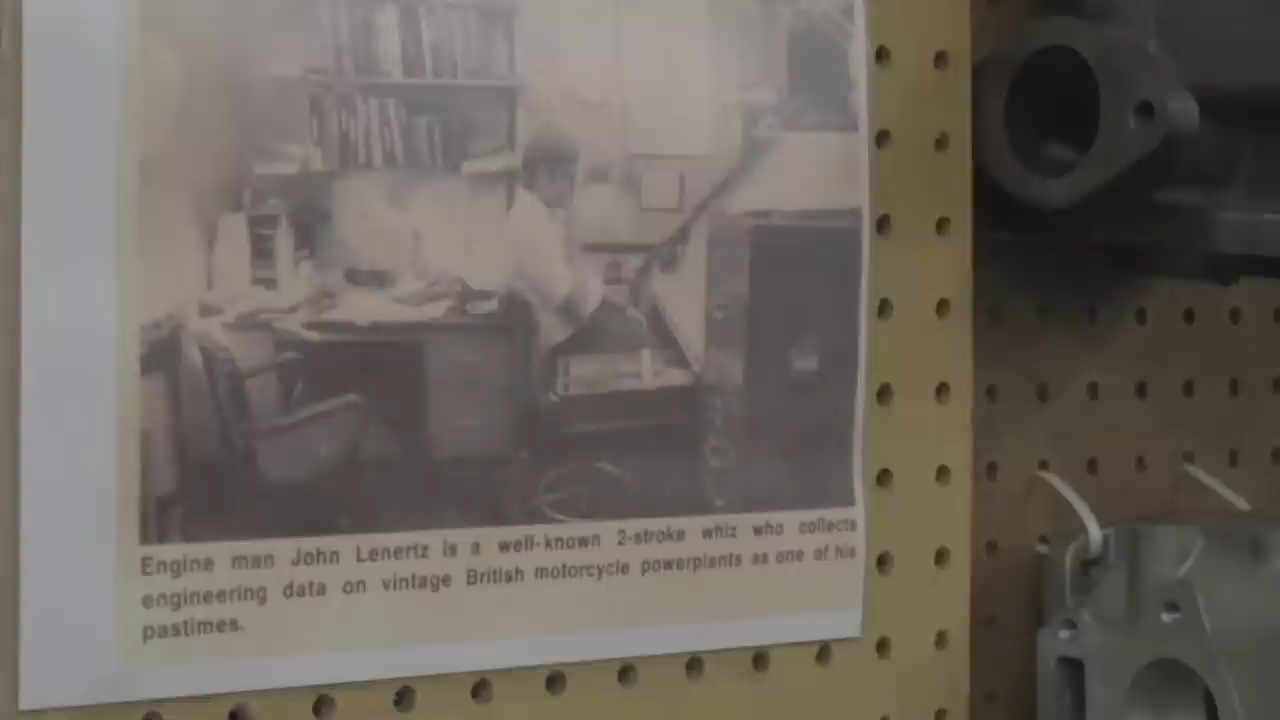 Engine man John Lenertz is a well-known 2-stroke whiz who collects
engineering data on vintage British motorcycle powerplants as one of his
pastimes.